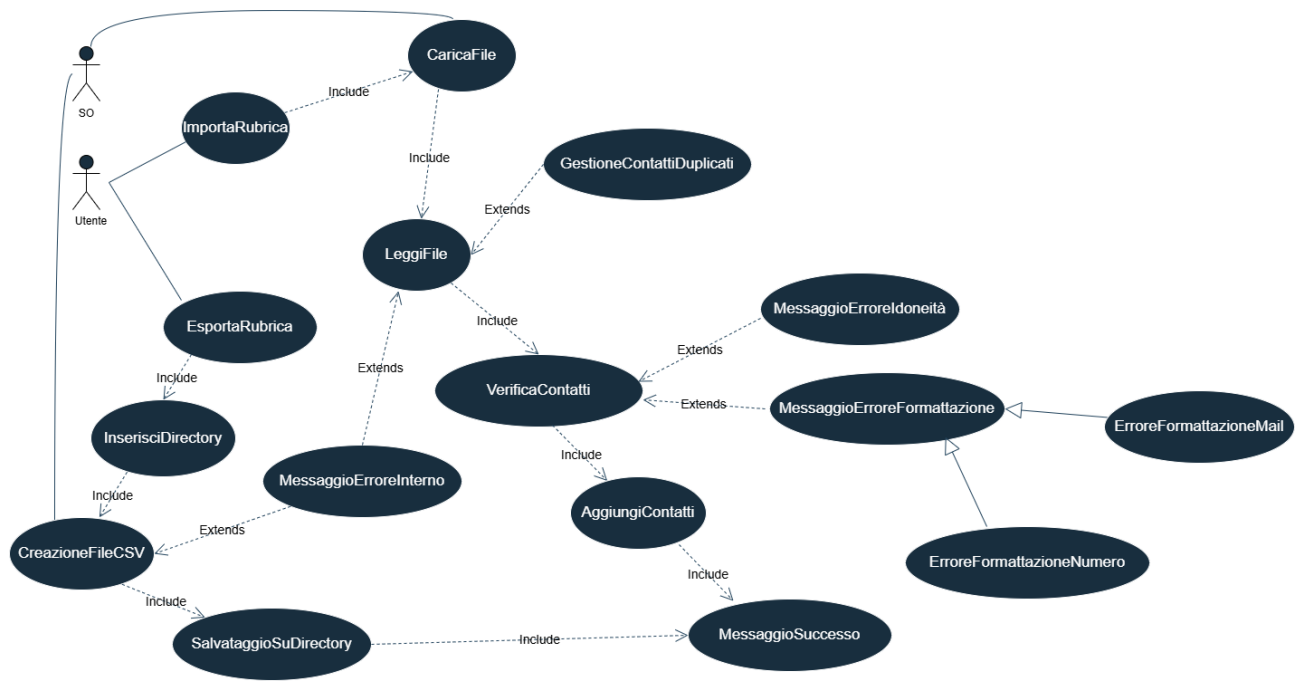 CaricaFile
SO
Include
ImportaRubrica
Include
GestioneContattiDuplicati
Utente
Extends
LeggiFile
MessaggioErroreIdoneità
Include
EsportaRubrica
Extends
Extends
Include
VerificaContatti
Extends
MessaggioErroreFormattazione
ErroreFormattazioneMail
InserisciDirectory
Include
MessaggioErroreInterno
Include
AggiungiContatti
Extends
CreazioneFileCSV
ErroreFormattazioneNumero
Include
Include
MessaggioSuccesso
Include
SalvataggioSuDirectory